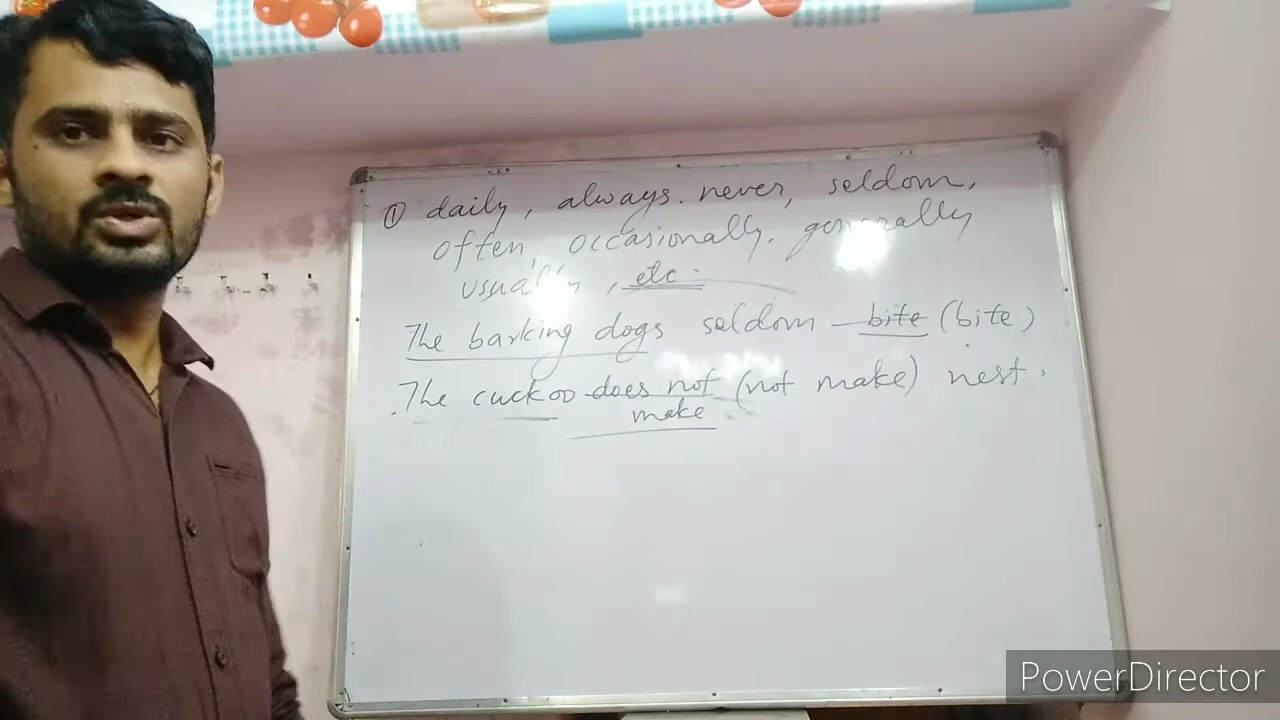 ① daily, always. never, seldom,
often, occasionally. generally
usually, etc.
The barking dogs seldom bite (bite)
The cuckoo does not (not make) nest.
make
PowerDirector